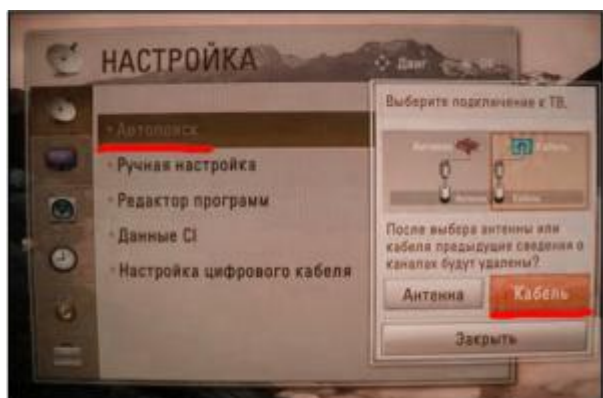 НАСТРОЙКА
Автопоиск
Ручная настройка
Редактор программ
Данные CI
Настройка цифрового кабеля
Выберите подключение к ТВ.
Антенна
Кабель
После выбора антенны или
кабеля предыдущие сведения о
каналах будут удалены?
Антенна Кабель
Закрыть